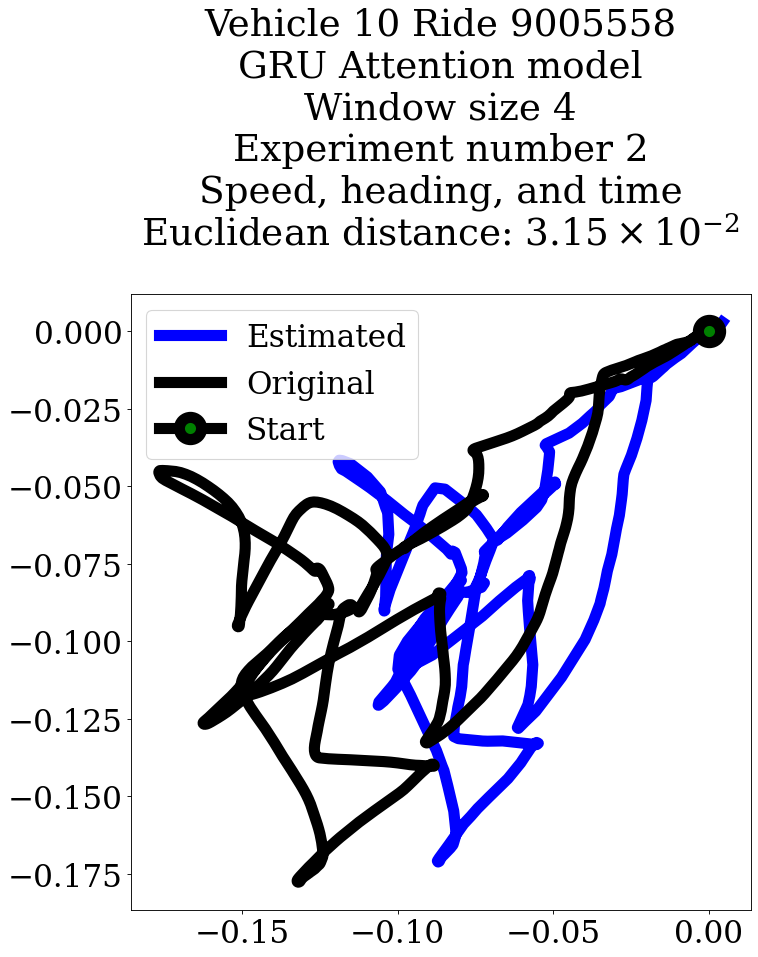 Vehicle 10 Ride 9005558
GRU Attention model
Window size 4
Experiment number 2
Speed, heading, and time
Euclidean distance: 3.15 × 10⁻²
Estimated
Original
Start
0.000
−0.025
−0.050
−0.075
−0.100
−0.125
−0.150
−0.175
−0.15
−0.10
−0.05
0.00